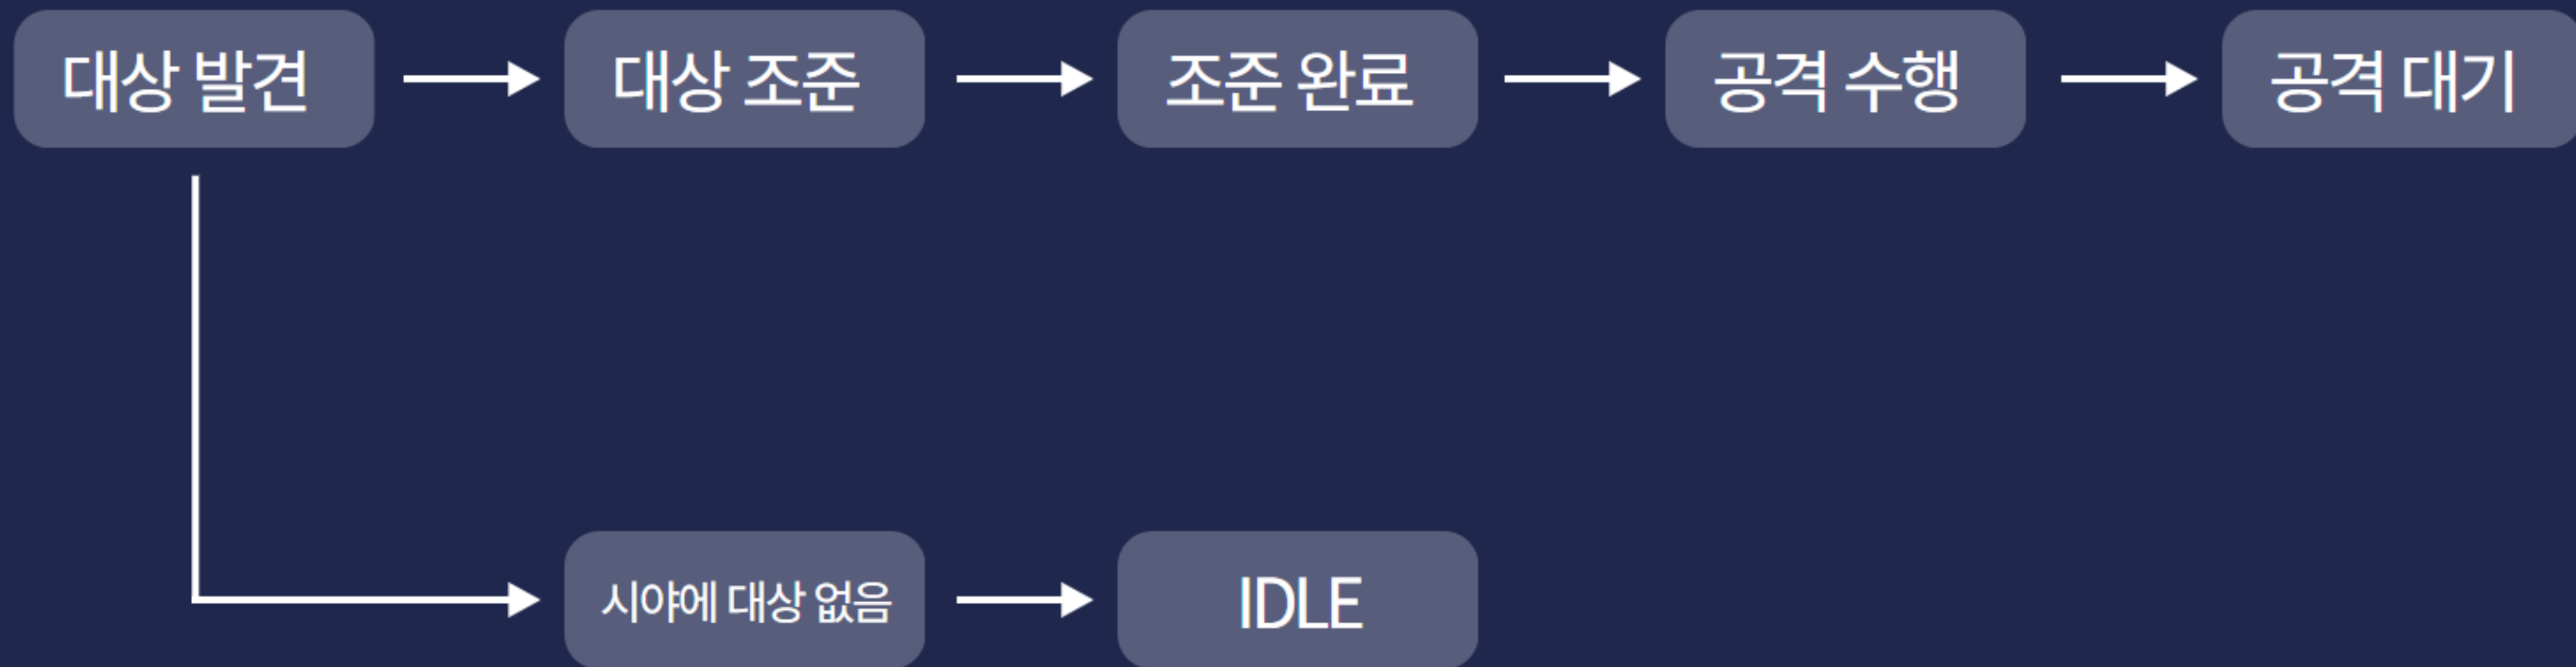 대상 발견
대상 조준
조준 완료
공격 수행
공격 대기
시야에 대상 없음
IDLE